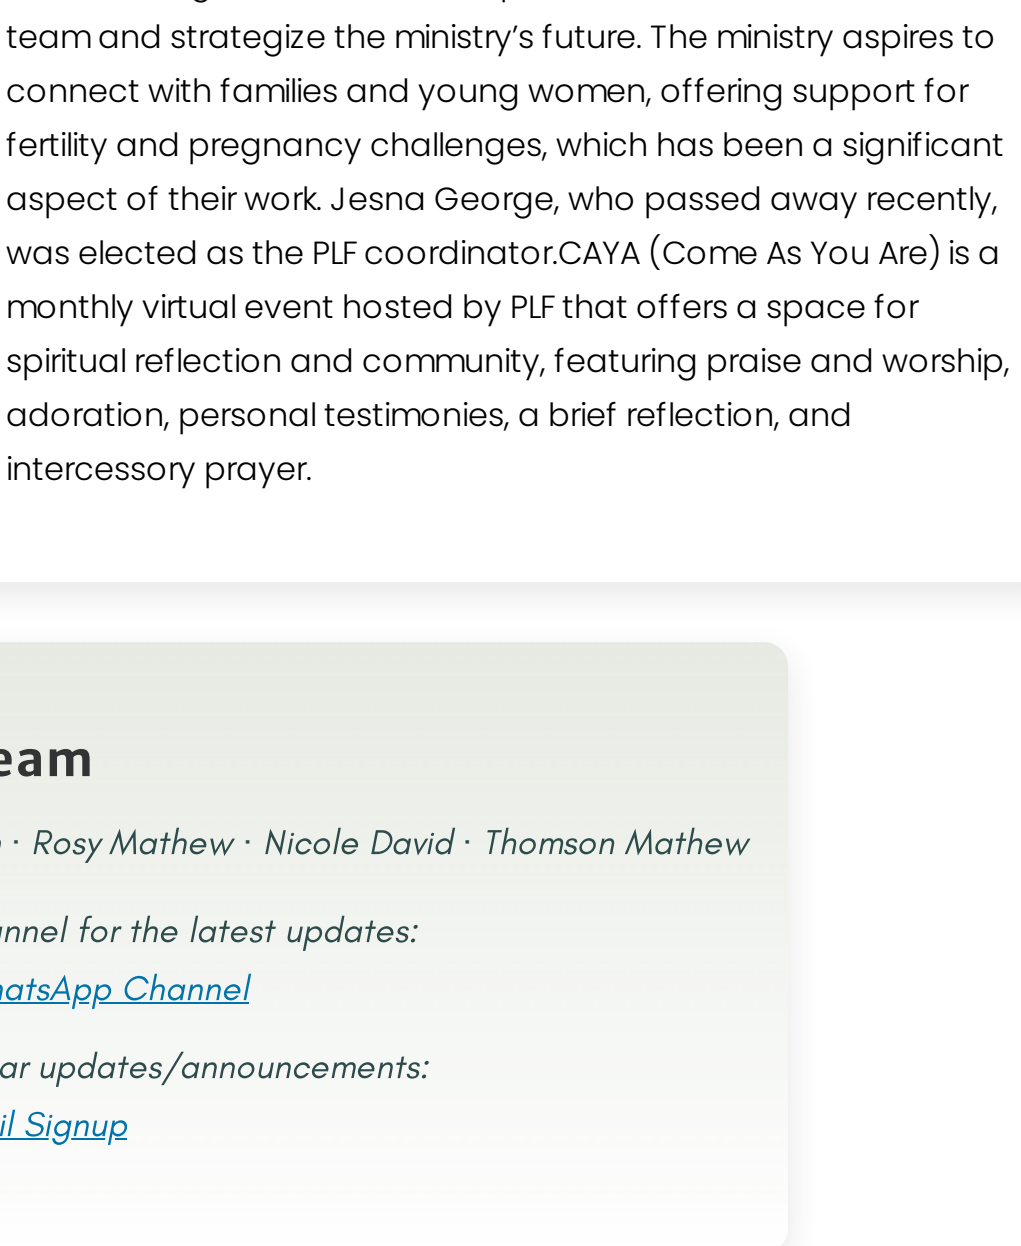 team and strategize the ministry’s future. The ministry aspires to
connect with families and young women, offering support for
fertility and pregnancy challenges, which has been a significant
aspect of their work. Jesna George, who passed away recently,
was elected as the PLF coordinator.CAYA (Come As You Are) is a
monthly virtual event hosted by PLF that offers a space for
spiritual reflection and community, featuring praise and worship,
adoration, personal testimonies, a brief reflection, and
intercessory prayer.
eam
· Rosy Mathew · Nicole David · Thomson Mathew
nnel for the latest updates:
hatsApp Channel
ar updates/announcements:
il Signup